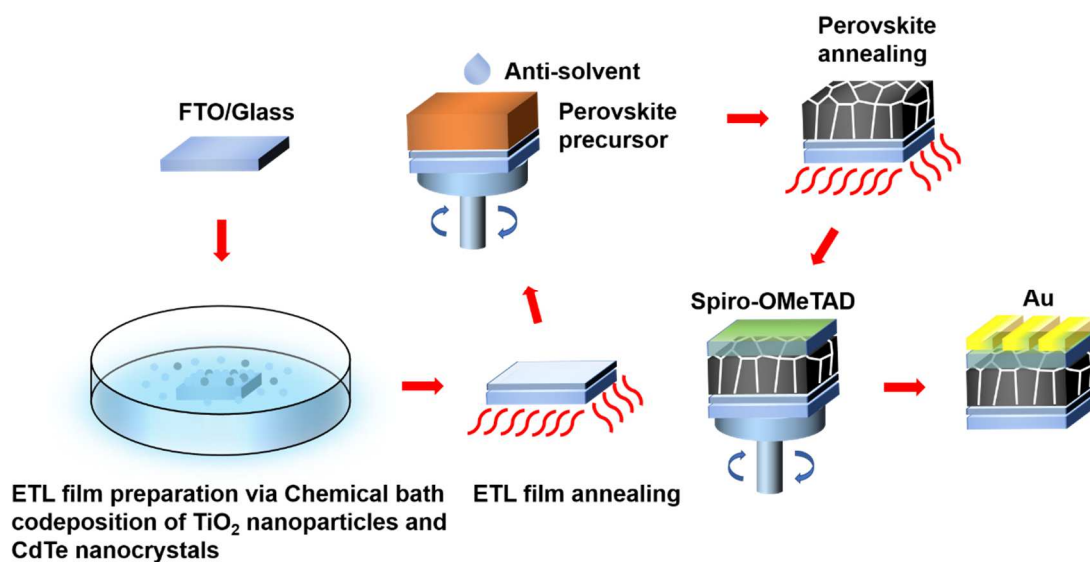 FTO/Glass
ETL film preparation via Chemical bath
codeposition of TiO₂ nanoparticles and
CdTe nanocrystals
ETL film annealing
Anti-solvent
Perovskite
precursor
Perovskite
annealing
Spiro-OMeTAD
Au